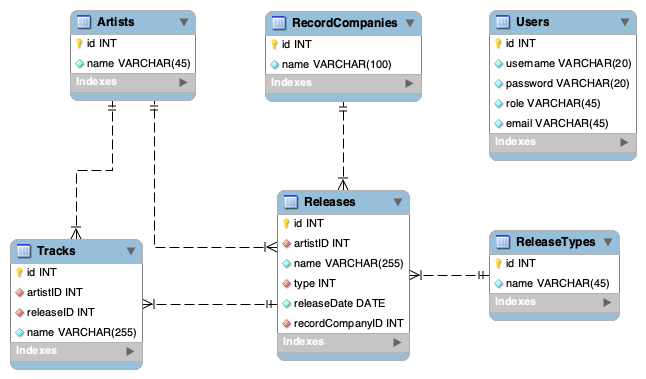 Artists
id INT
name VARCHAR(45)
Indexes
RecordCompanies
id INT
name VARCHAR(100)
Indexes
Users
id INT
username VARCHAR(20)
password VARCHAR(20)
role VARCHAR(45)
email VARCHAR(45)
Indexes
Tracks
id INT
artistID INT
releaseID INT
name VARCHAR(255)
Indexes
Releases
id INT
artistID INT
name VARCHAR(255)
type INT
releaseDate DATE
recordCompanyID INT
Indexes
ReleaseTypes
id INT
name VARCHAR(45)
Indexes